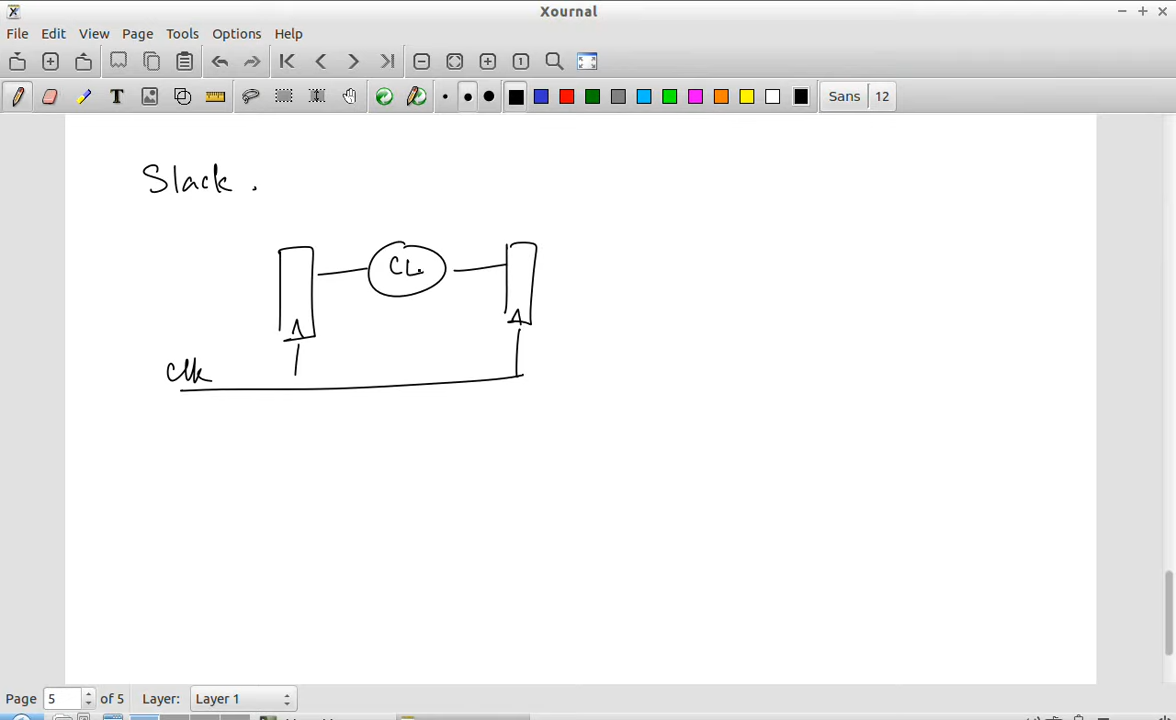 Xournal
File Edit View Page Tools Options Help
Sans 12
Slack .
CL
Clk
Page 5 of 5 Layer: Layer 1